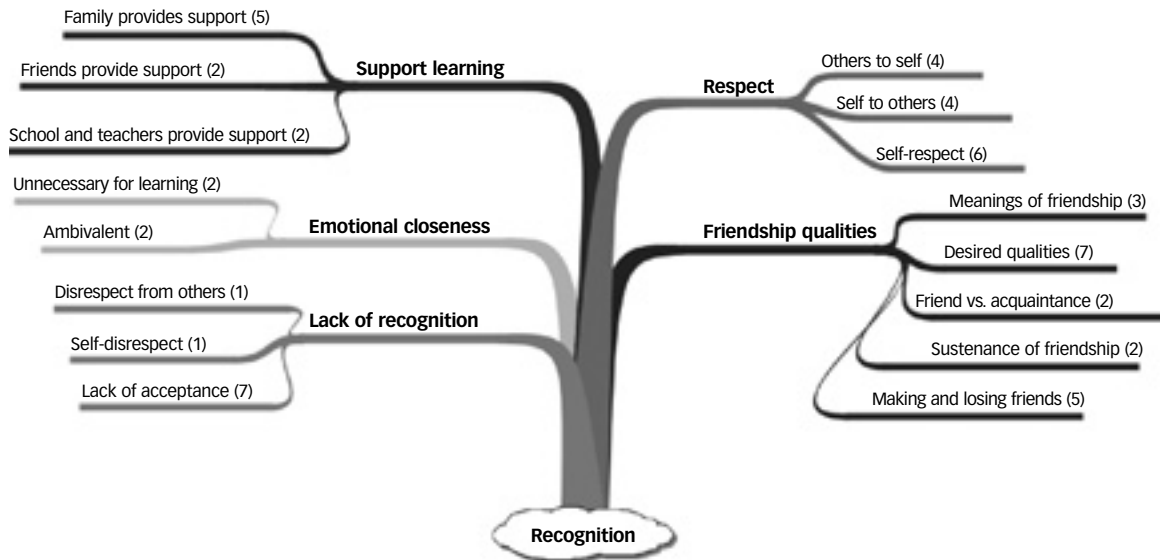 Support learning
Family provides support (5)
Friends provide support (2)
School and teachers provide support (2)
Emotional closeness
Unnecessary for learning (2)
Ambivalent (2)
Lack of recognition
Disrespect from others (1)
Self-disrespect (1)
Lack of acceptance (7)
Respect
Others to self (4)
Self to others (4)
Self-respect (6)
Friendship qualities
Meanings of friendship (3)
Desired qualities (7)
Friend vs. acquaintance (2)
Sustenance of friendship (2)
Making and losing friends (5)
Recognition